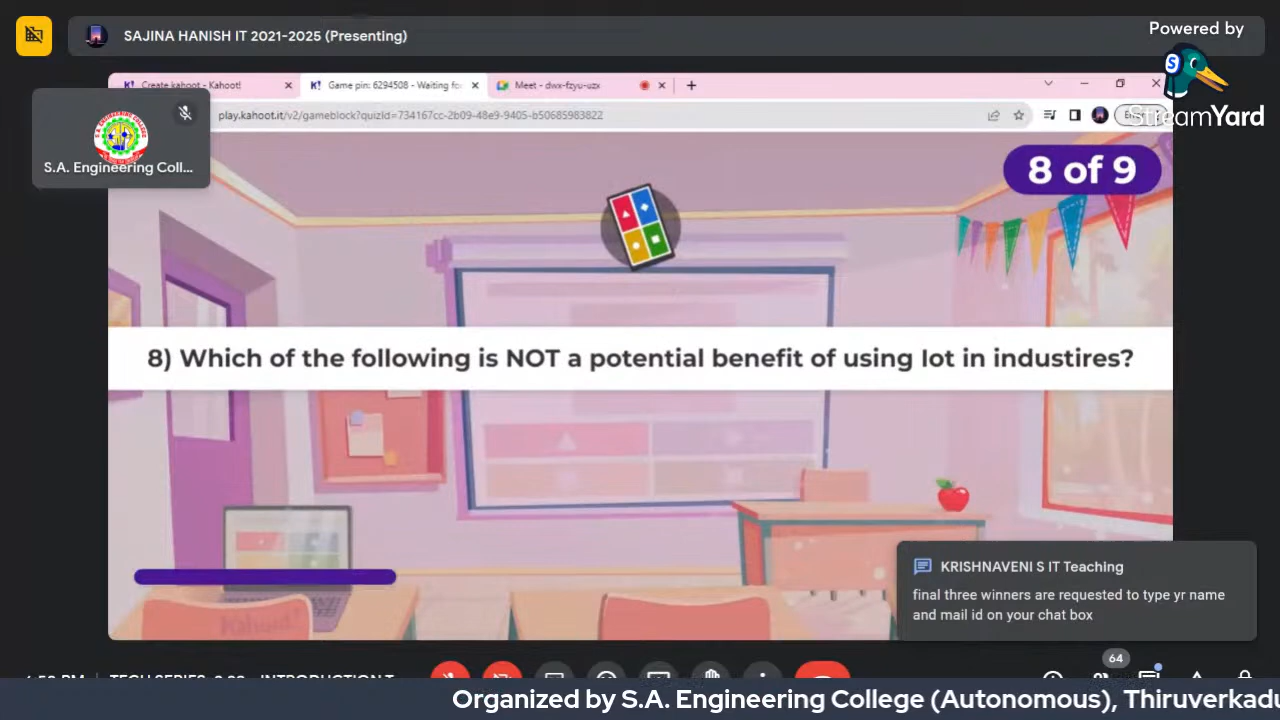 SAJINA HANISH IT 2021-2025 (Presenting)
Powered by
StreamYard
Create kahoot - Kahoot!
Game pin: 6294508 - Waiting fo
Meet - dwx-fzyu-uzx
play.kahoot.it/v2/gameblock?quizId=734167cc-2b09-48e9-9405-b50685983822
S.A. Engineering Coll...
8 of 9
8) Which of the following is NOT a potential benefit of using Iot in industires?
KRISHNAVENI S IT Teaching
final three winners are requested to type yr name
and mail id on your chat box
64
Organized by S.A. Engineering College (Autonomous), Thiruverkadu